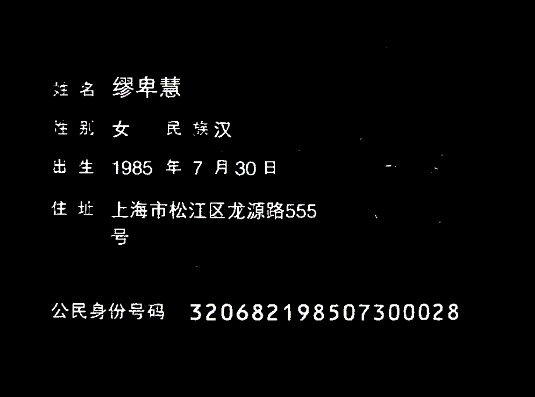 姓名 缪卑慧
性别 女 民族汉
出生 1985 年 7 月 30 日
住址 上海市松江区龙源路555
号
公民身份号码 320682198507300028